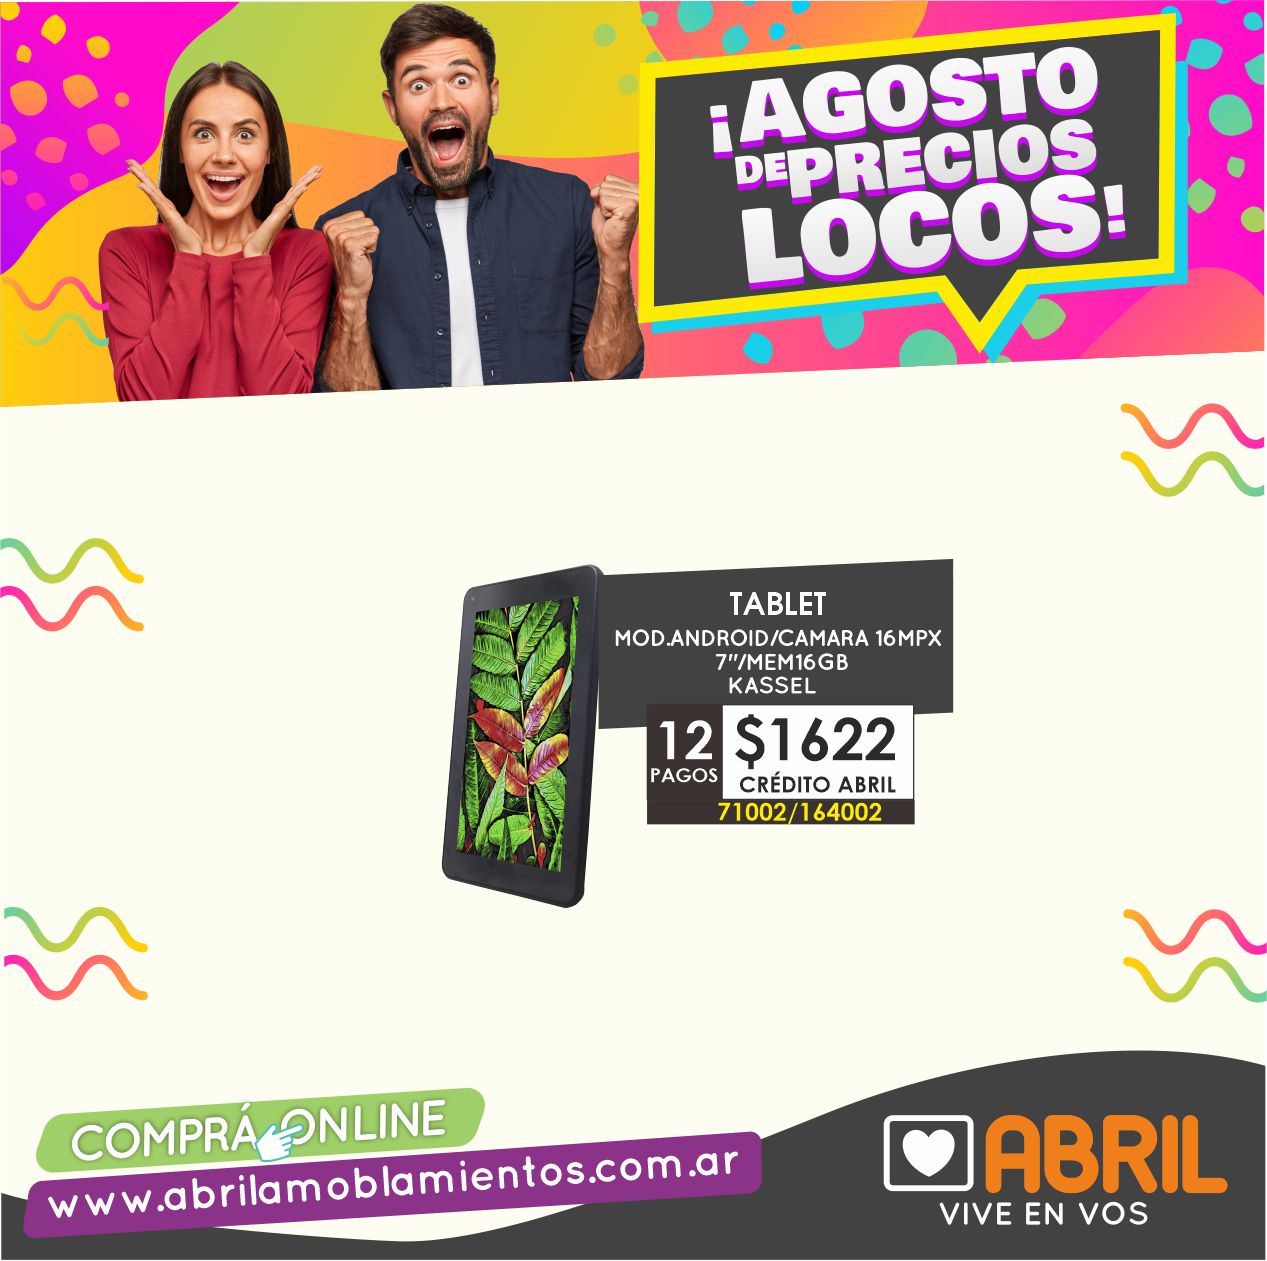 ¡AGOSTO
DE PRECIOS
LOCOS!
TABLET
MOD.ANDROID/CAMARA 16MPX
7"/MEM16GB
KASSEL
12
PAGOS
$1622
CRÉDITO ABRIL
71002/164002
COMPRÁ ONLINE
www.abrilamoblamientos.com.ar
ABRIL
VIVE EN VOS